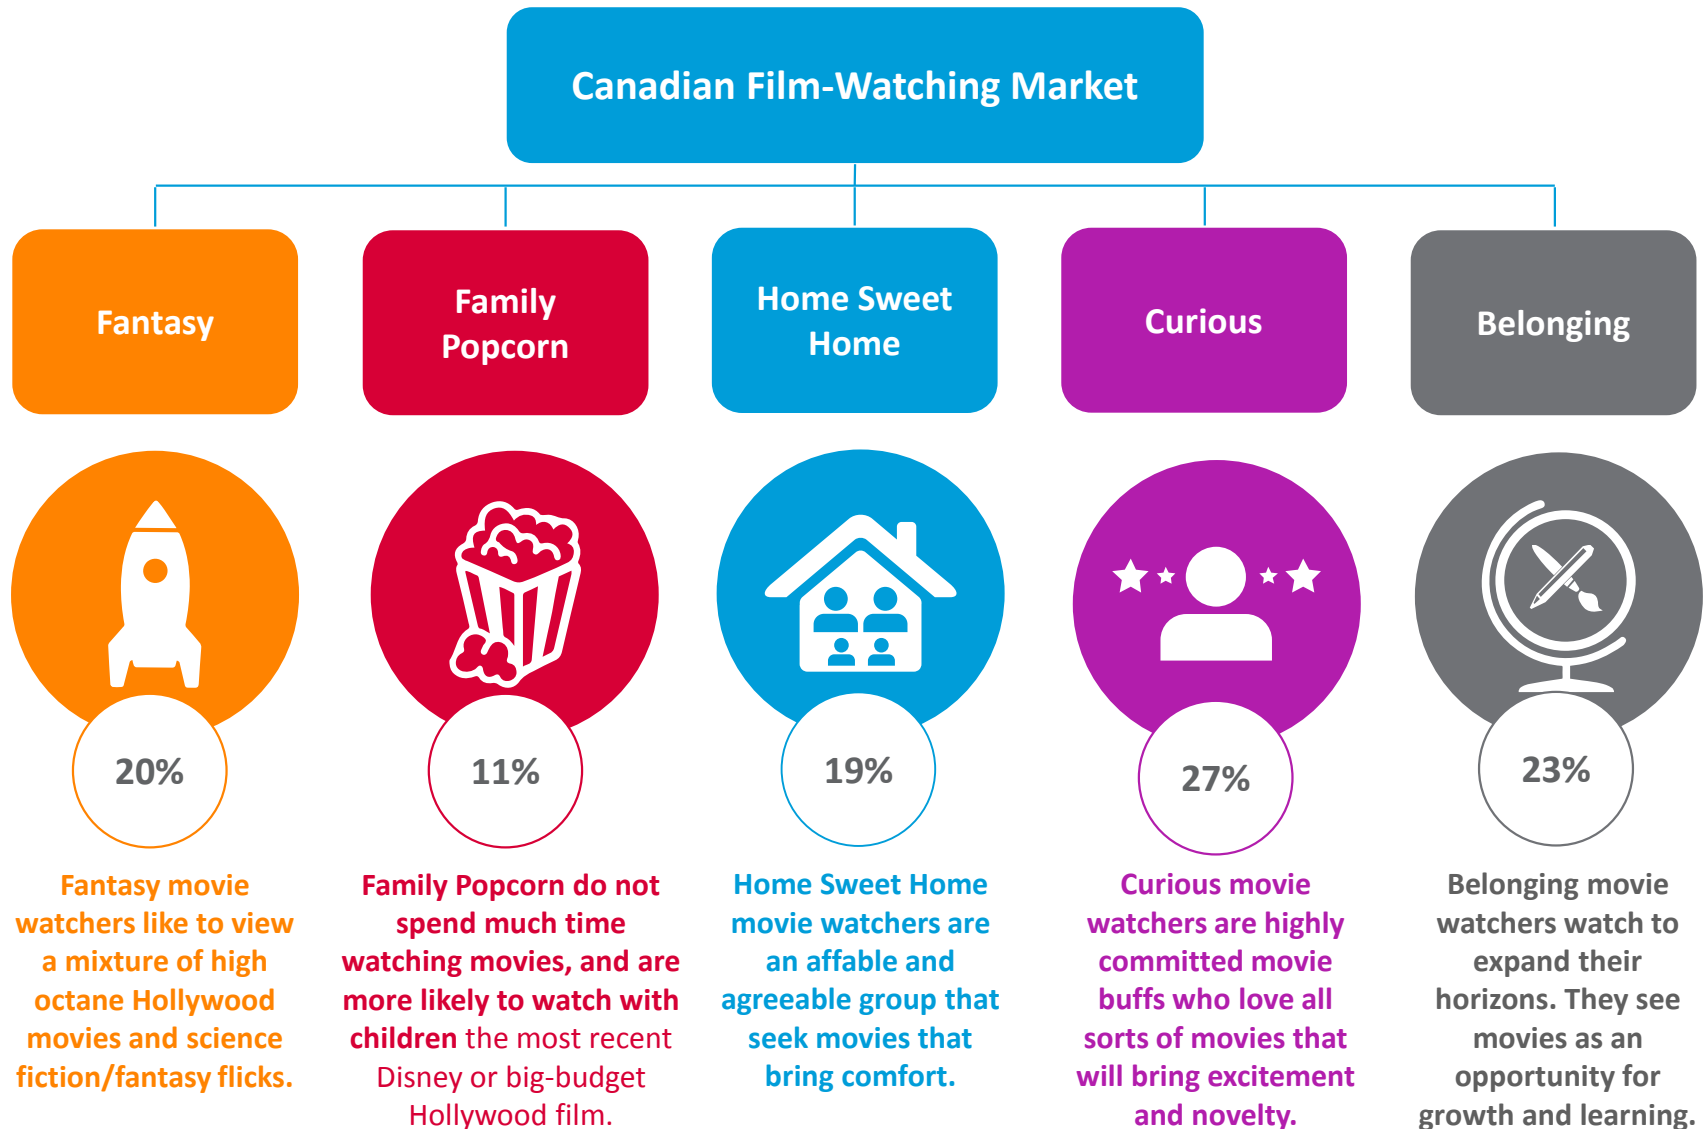 Canadian Film-Watching Market
Fantasy
Family
Popcorn
Home Sweet
Home
Curious
Belonging
20%
11%
19%
27%
23%
Fantasy movie
watchers like to view
a mixture of high
octane Hollywood
movies and science
fiction/fantasy flicks.
Family Popcorn do not
spend much time
watching movies, and are
more likely to watch with
children the most recent
Disney or big-budget
Hollywood film.
Home Sweet Home
movie watchers are
an affable and
agreeable group that
seek movies that
bring comfort.
Curious movie
watchers are highly
committed movie
buffs who love all
sorts of movies that
will bring excitement
and novelty.
Belonging movie
watchers watch to
expand their
horizons. They see
movies as an
opportunity for
growth and learning.